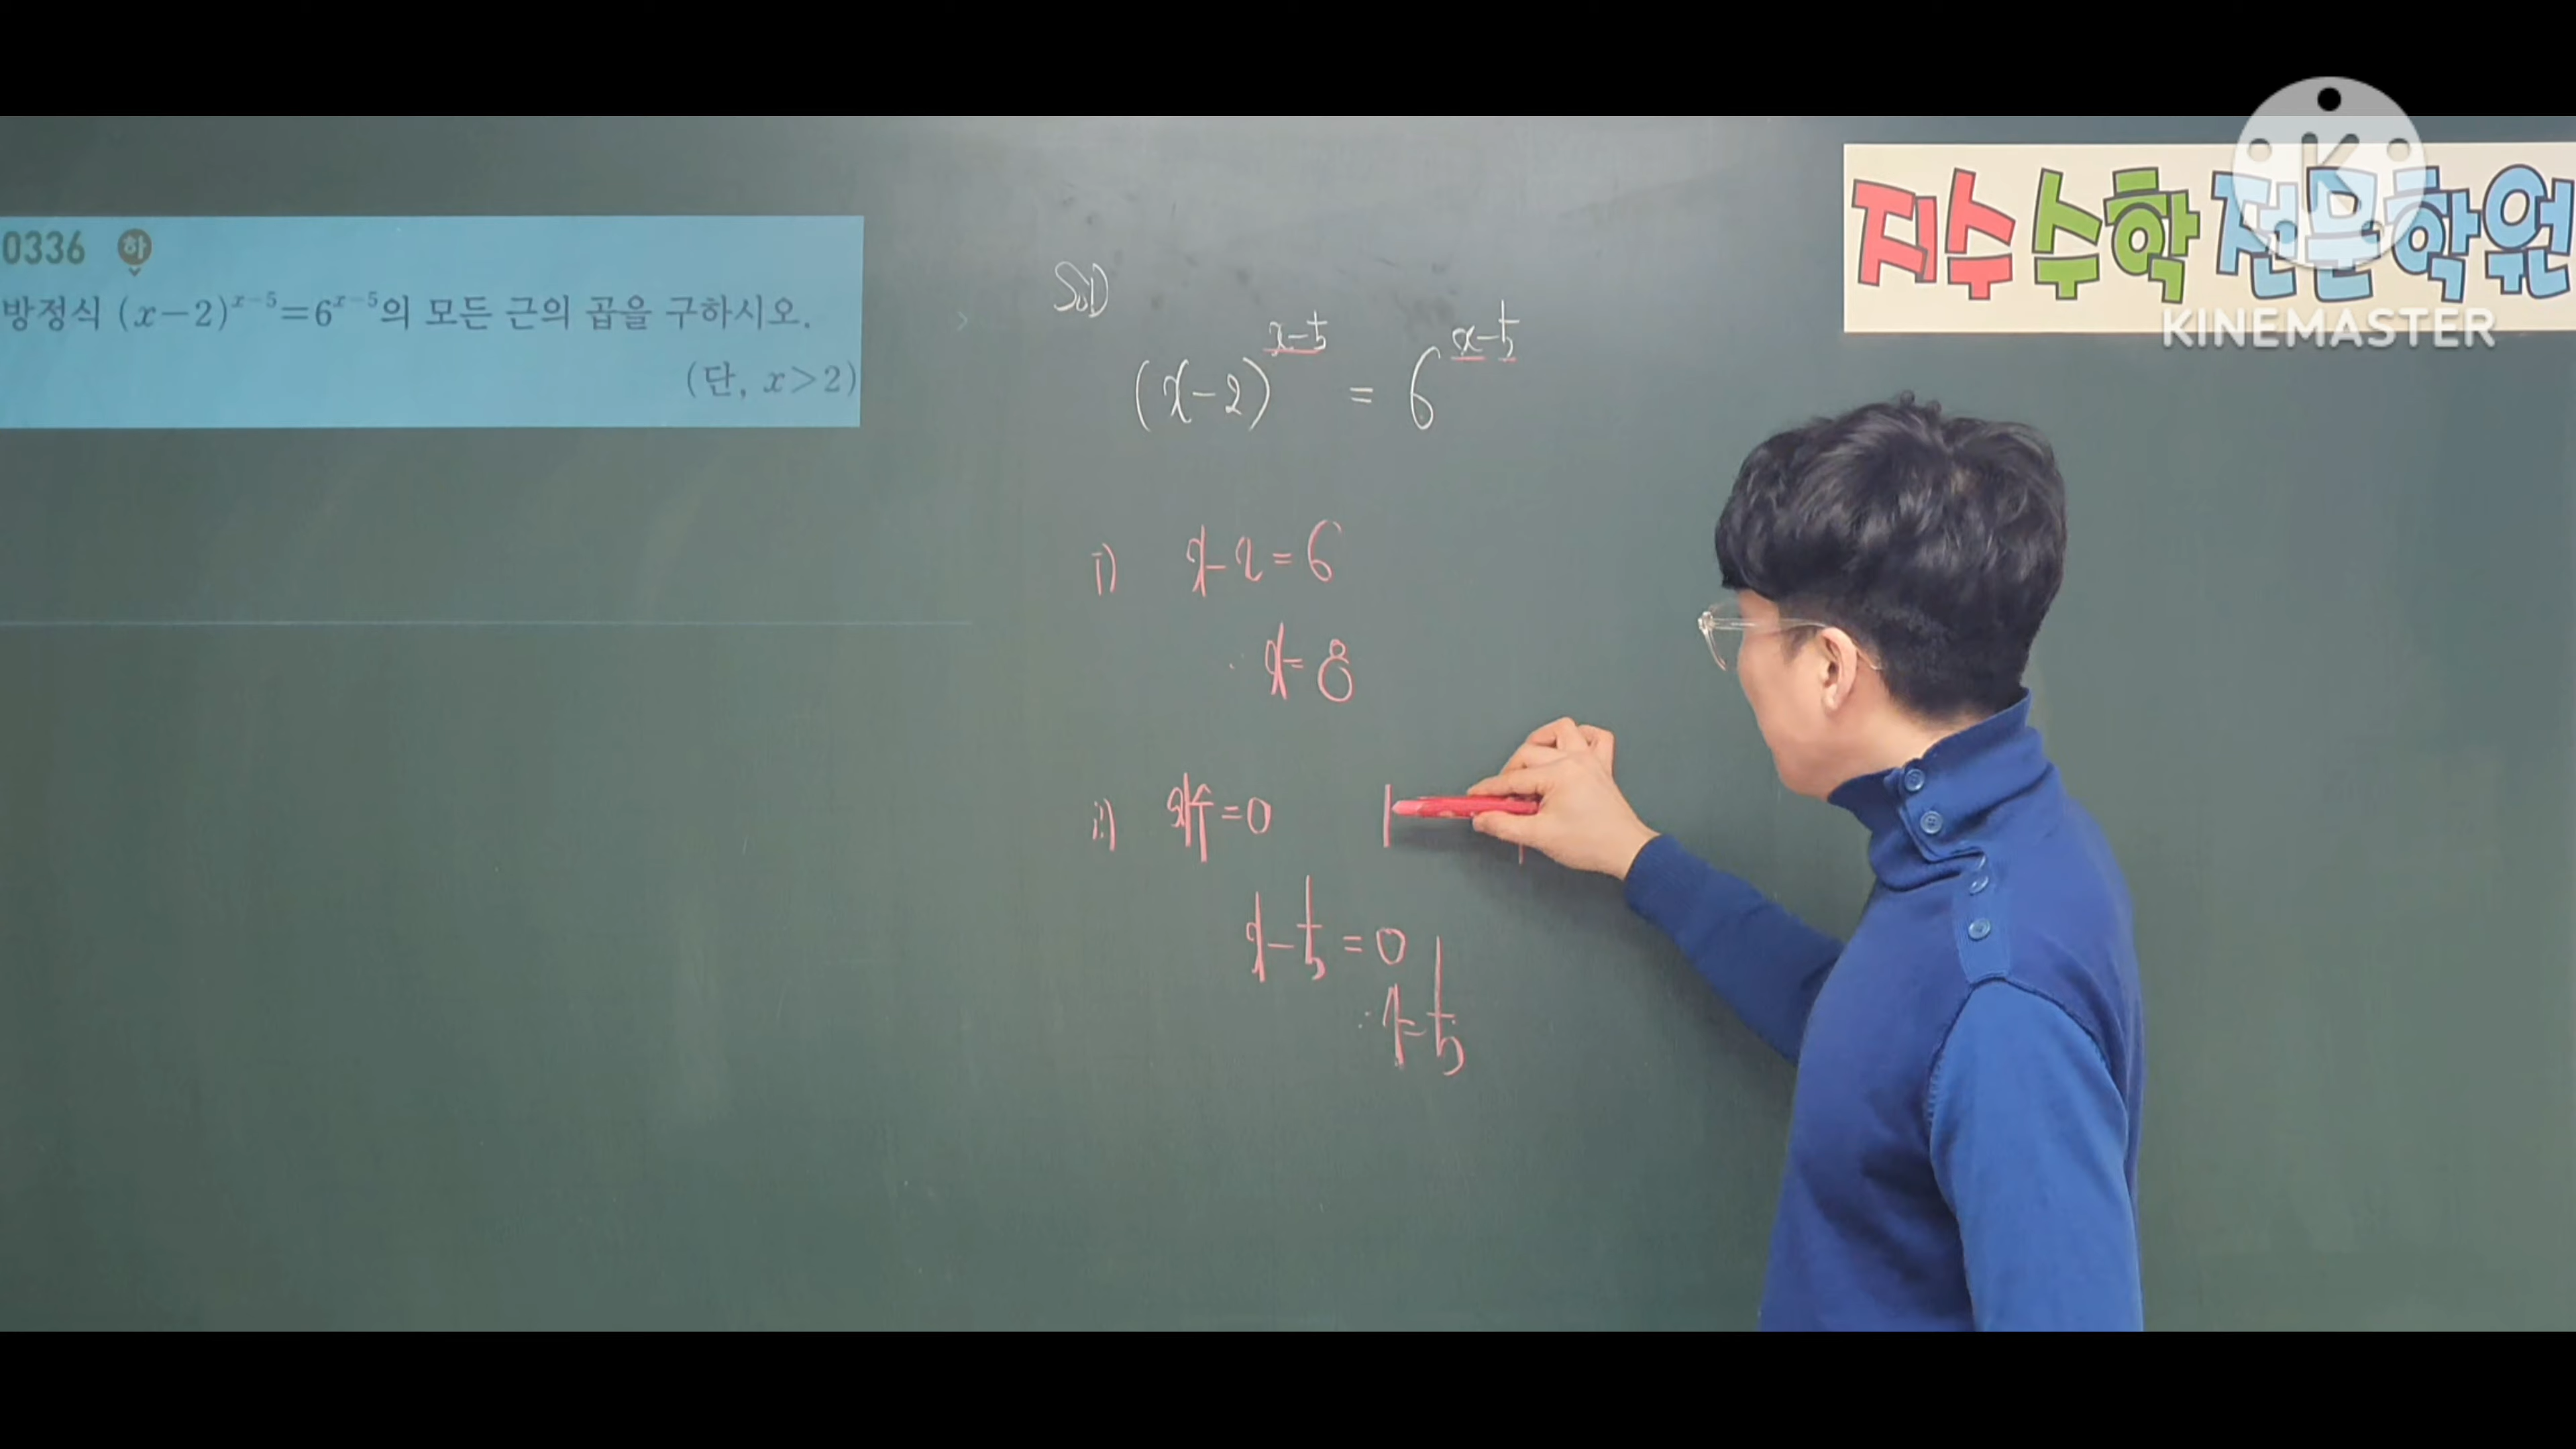 0336 하
방정식 (x-2)^{x-5}=6^{x-5}의 모든 근의 곱을 구하시오.
(단, x>2)
지수수학전문학원
KINEMASTER
Sol)
(x-2)^{x-5} = 6^{x-5}
i) x-2=6
∴ x=8
ii) 지수=0
x-5=0
∴ x=5